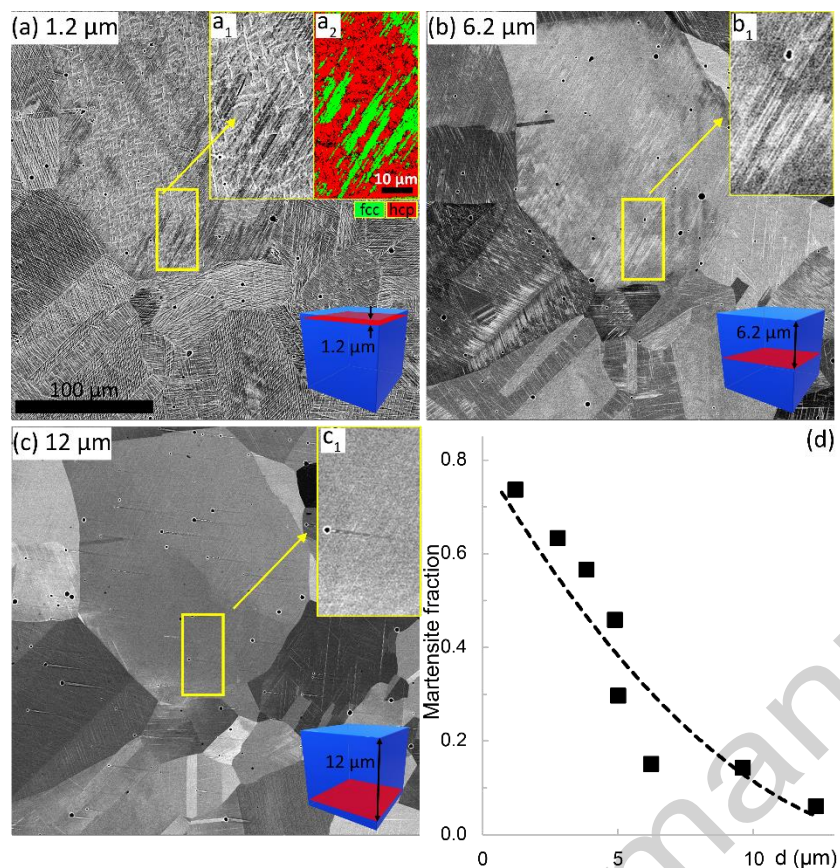 (a) 1.2 µm
a1
a2
10 µm
fcc hcp
1.2 µm
100 µm
(b) 6.2 µm
b1
6.2 µm
(c) 12 µm
c1
12 µm
(d)
Martensite fraction
0.8
0.6
0.4
0.2
0.0
0 5 10 d (µm)